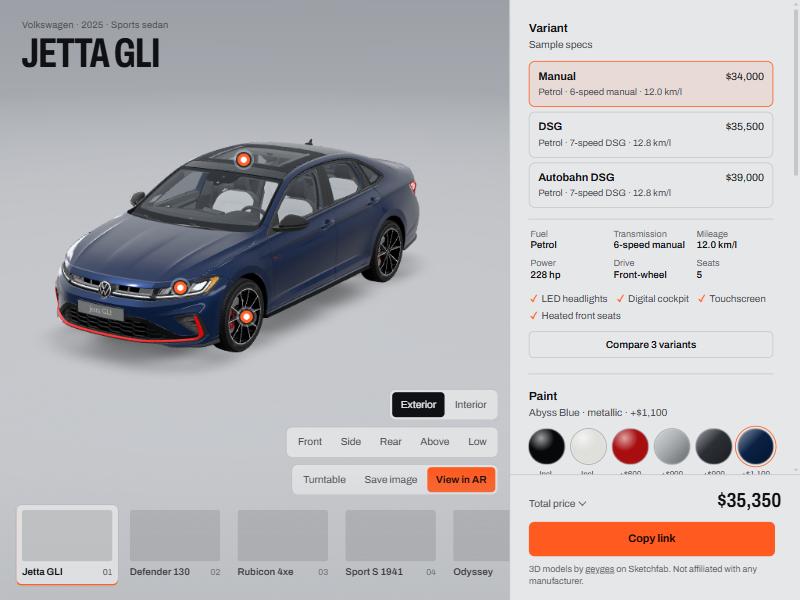 Volkswagen · 2025 · Sports sedan
JETTA GLI
Jetta GLI
Exterior
Interior
Front
Side
Rear
Above
Low
Turntable
Save image
View in AR
Jetta GLI
01
Defender 130
02
Rubicon 4xe
03
Sport S 1941
04
Odyssey
Variant
Sample specs
Manual
$34,000
Petrol · 6-speed manual · 12.0 km/l
DSG
$35,500
Petrol · 7-speed DSG · 12.8 km/l
Autobahn DSG
$39,000
Petrol · 7-speed DSG · 12.8 km/l
Fuel
Transmission
Mileage
Petrol
6-speed manual
12.0 km/l
Power
Drive
Seats
228 hp
Front-wheel
5
✓ LED headlights ✓ Digital cockpit ✓ Touchscreen
✓ Heated front seats
Compare 3 variants
Paint
Abyss Blue · metallic · +$1,100
Total price
$35,350
Copy link
3D models by geyges on Sketchfab. Not affiliated with any
manufacturer.